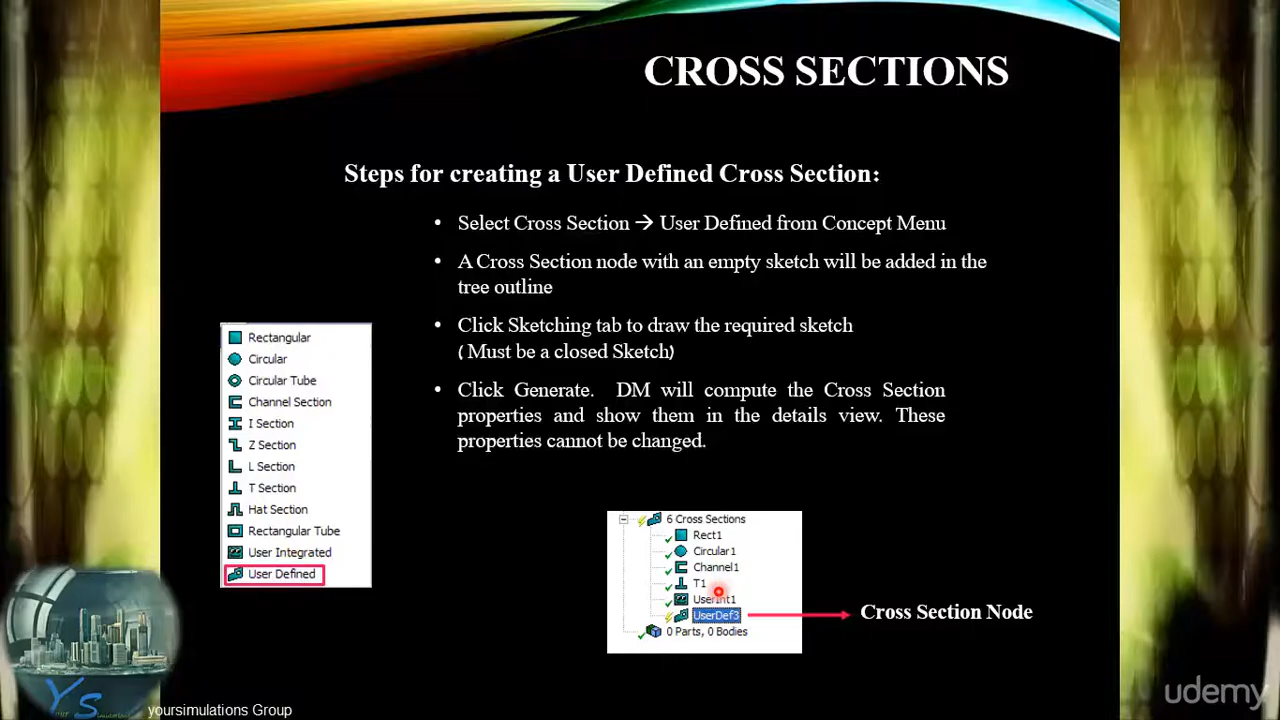 CROSS SECTIONS
Steps for creating a User Defined Cross Section:
• Select Cross Section → User Defined from Concept Menu
• A Cross Section node with an empty sketch will be added in the
tree outline
• Click Sketching tab to draw the required sketch
( Must be a closed Sketch)
• Click Generate. DM will compute the Cross Section
properties and show them in the details view. These
properties cannot be changed.
Rectangular
Circular
Circular Tube
Channel Section
I Section
Z Section
L Section
T Section
Hat Section
Rectangular Tube
User Integrated
User Defined
6 Cross Sections
Rect1
Circular1
Channel1
T1
UserInt1
UserDef3
0 Parts, 0 Bodies
Cross Section Node
YS
yoursimulations Group
udemy